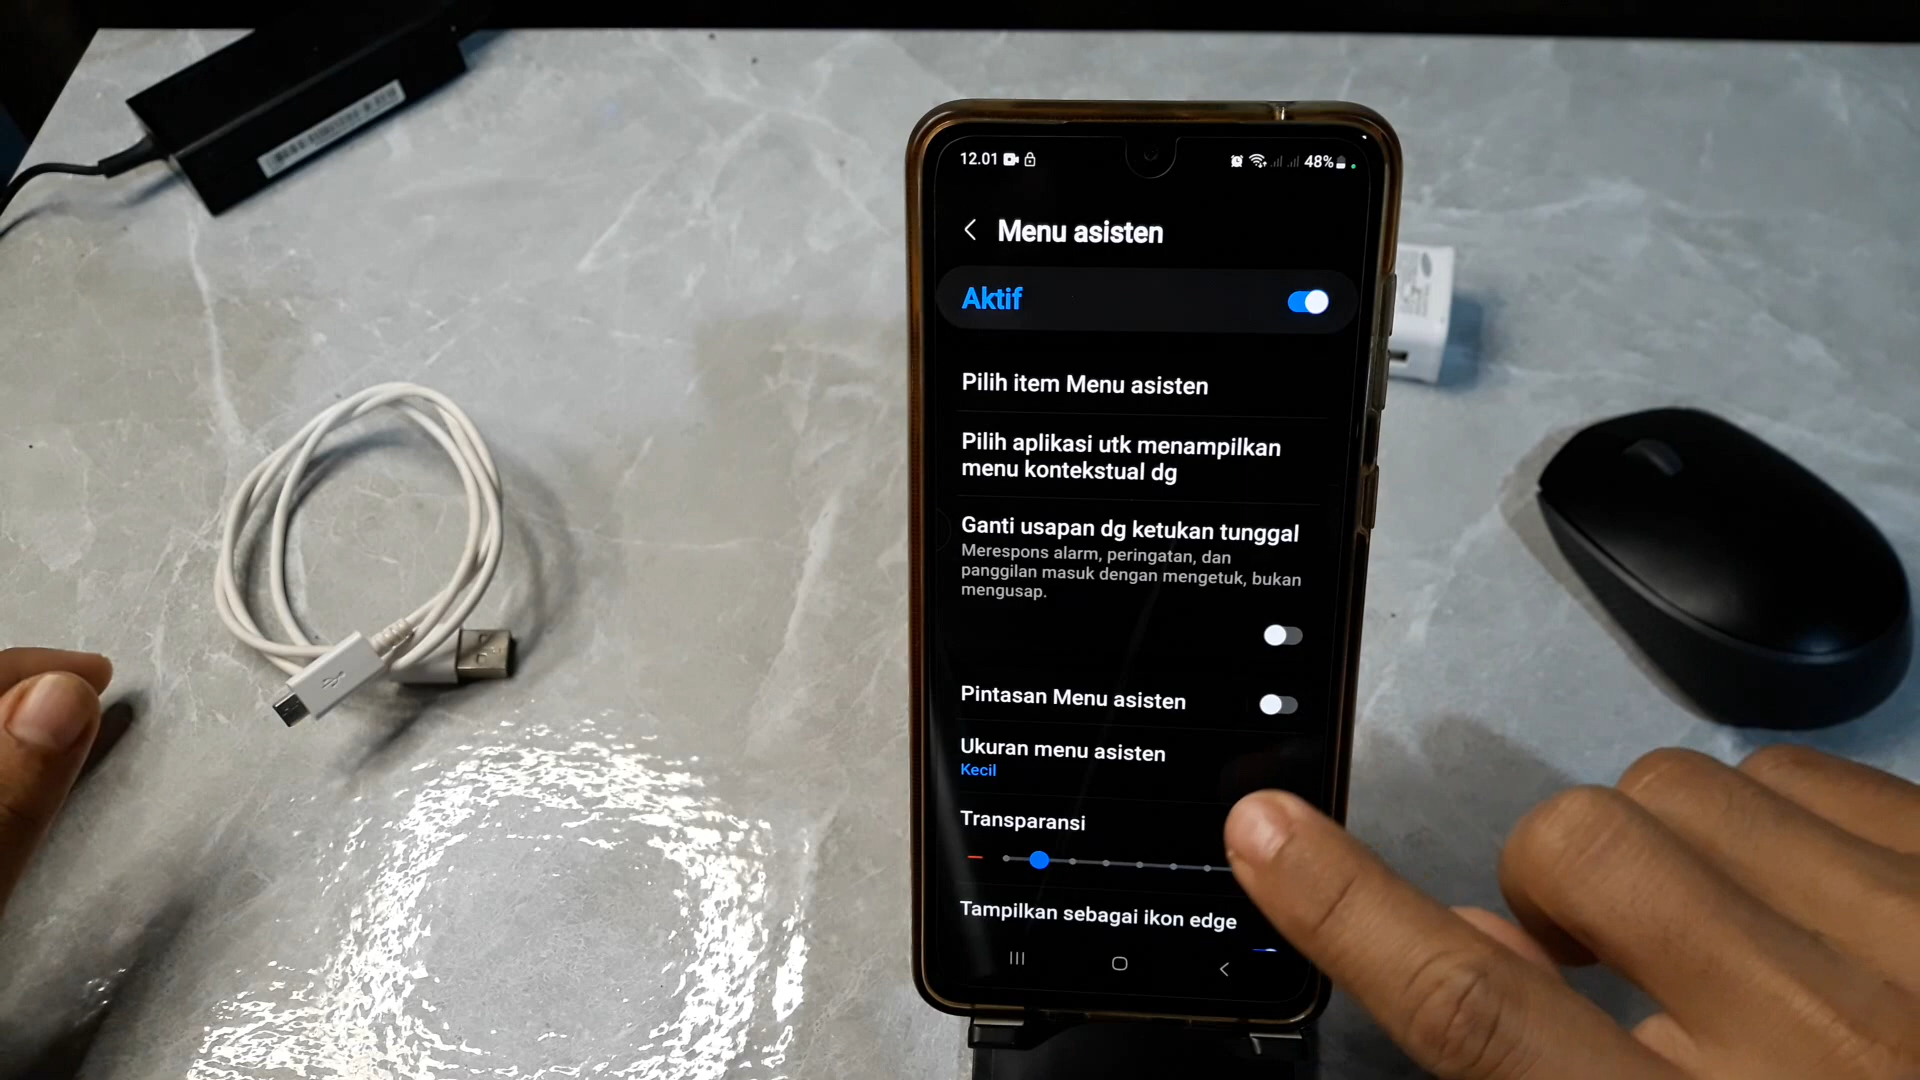 12.01
48%
Menu asisten
Aktif
Pilih item Menu asisten
Pilih aplikasi utk menampilkan
menu kontekstual dg
Ganti usapan dg ketukan tunggal
Merespons alarm, peringatan, dan
panggilan masuk dengan mengetuk, bukan
mengusap.
Pintasan Menu asisten
Ukuran menu asisten
Kecil
Transparansi
Tampilkan sebagai ikon edge